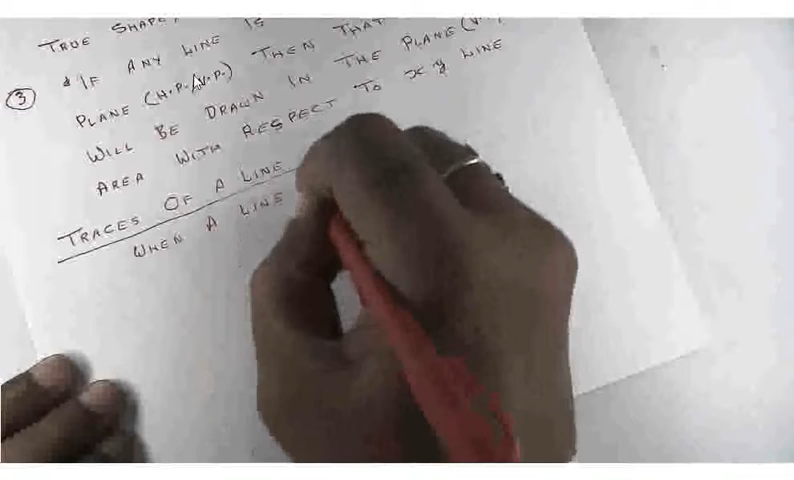 TRUE SHAPE,
③ & IF ANY LINE IS
PLANE (H.P. & V.P.) THEN THAT
WILL BE DRAWN IN THE PLANE
AREA WITH RESPECT TO x y LINE
TRACES OF A LINE
WHEN A LINE